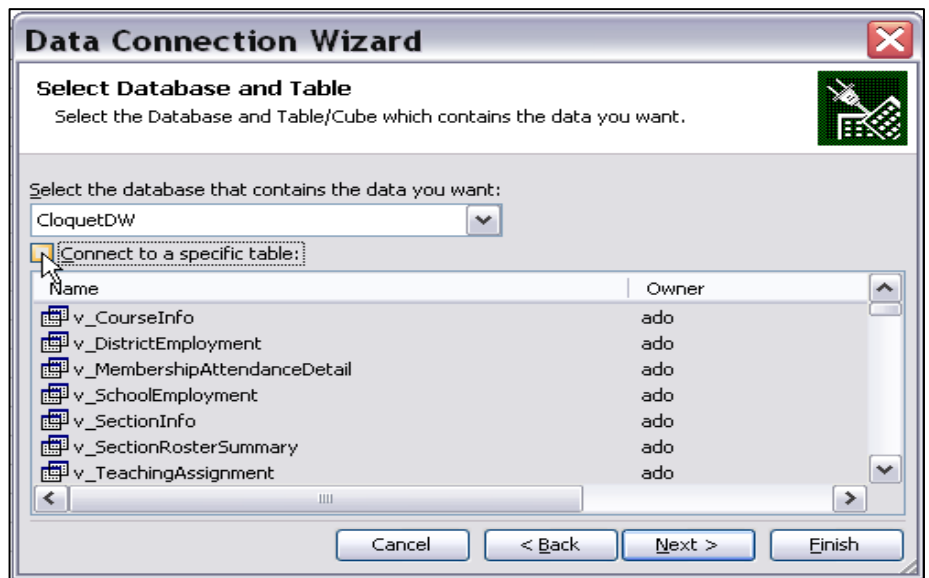 Data Connection Wizard
Select Database and Table
Select the Database and Table/Cube which contains the data you want.
Select the database that contains the data you want:
CloquetDW
Connect to a specific table:
Name Owner
v_CourseInfo ado
v_DistrictEmployment ado
v_MembershipAttendanceDetail ado
v_SchoolEmployment ado
v_SectionInfo ado
v_SectionRosterSummary ado
v_TeachingAssignment ado
Cancel < Back Next > Finish